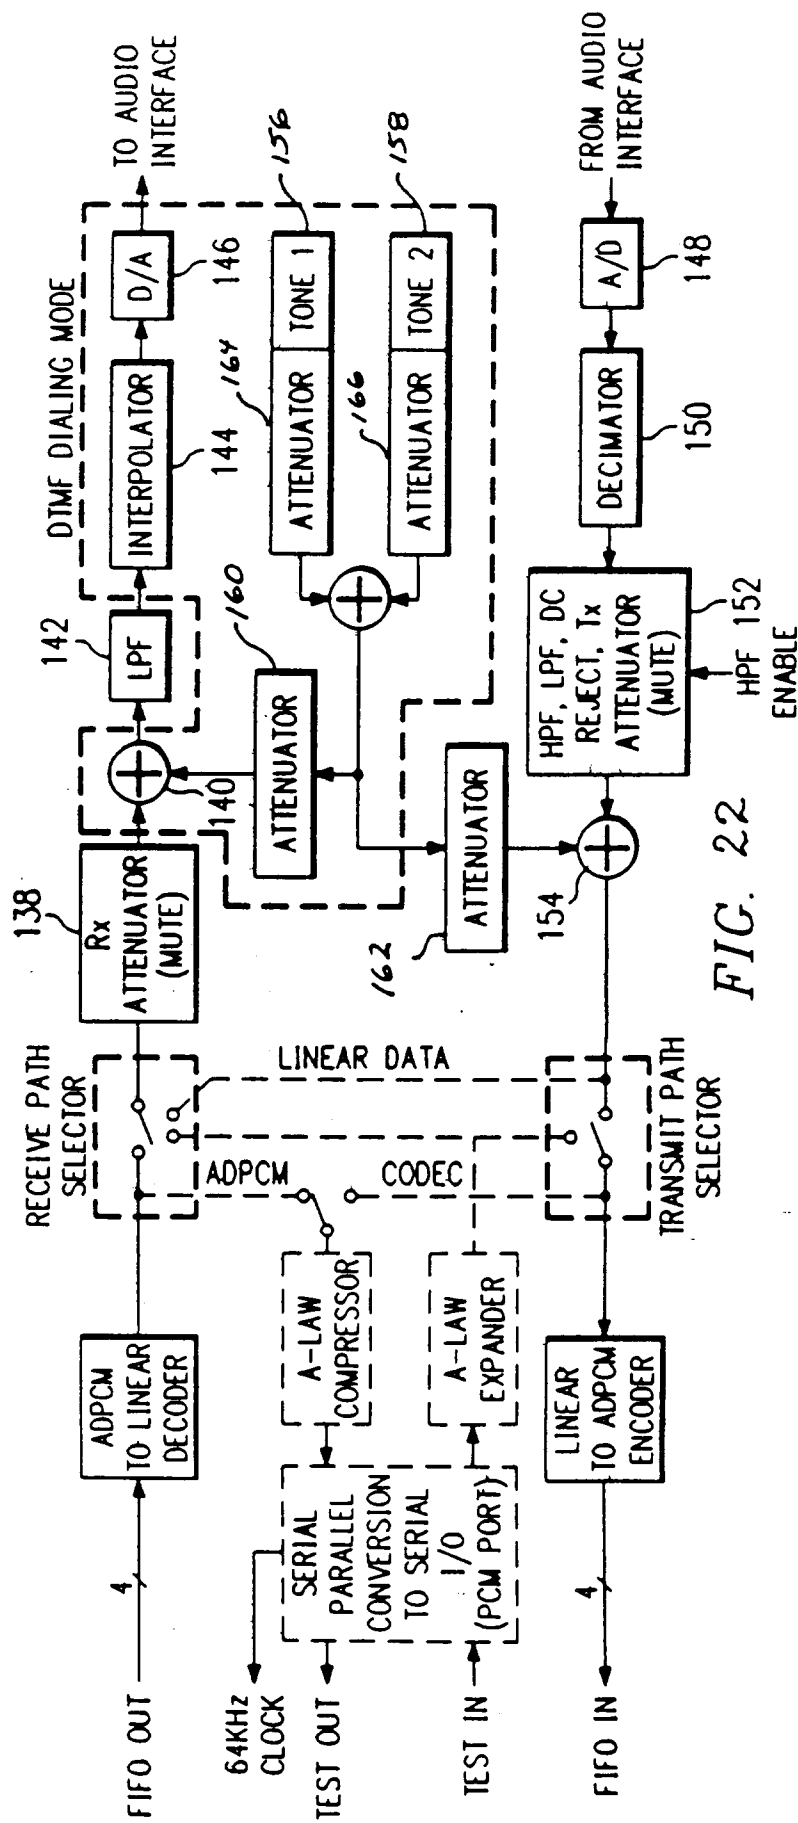 FIFO OUT
4
ADPCM
TO LINEAR
DECODER
RECEIVE PATH
SELECTOR
138
Rx
ATTENUATOR
(MUTE)
140
142
LPF
DTMF DIALING MODE
INTERPOLATOR
144
D/A
146
TO AUDIO
INTERFACE
64KHz
CLOCK
TEST OUT
TEST IN
SERIAL
PARALLEL
CONVERSION
TO SERIAL
I/O
(PCM PORT)
A-LAW
COMPRESSOR
A-LAW
EXPANDER
ADPCM
CODEC
LINEAR DATA
160
ATTENUATOR
162
ATTENUATOR
164
ATTENUATOR
TONE 1
156
166
ATTENUATOR
TONE 2
158
FIFO IN
4
LINEAR
TO ADPCM
ENCODER
TRANSMIT PATH
SELECTOR
154
HPF, LPF, DC
REJECT, Tx
ATTENUATOR
(MUTE)
152
HPF
ENABLE
DECIMATOR
150
A/D
148
FROM AUDIO
INTERFACE
FIG. 22